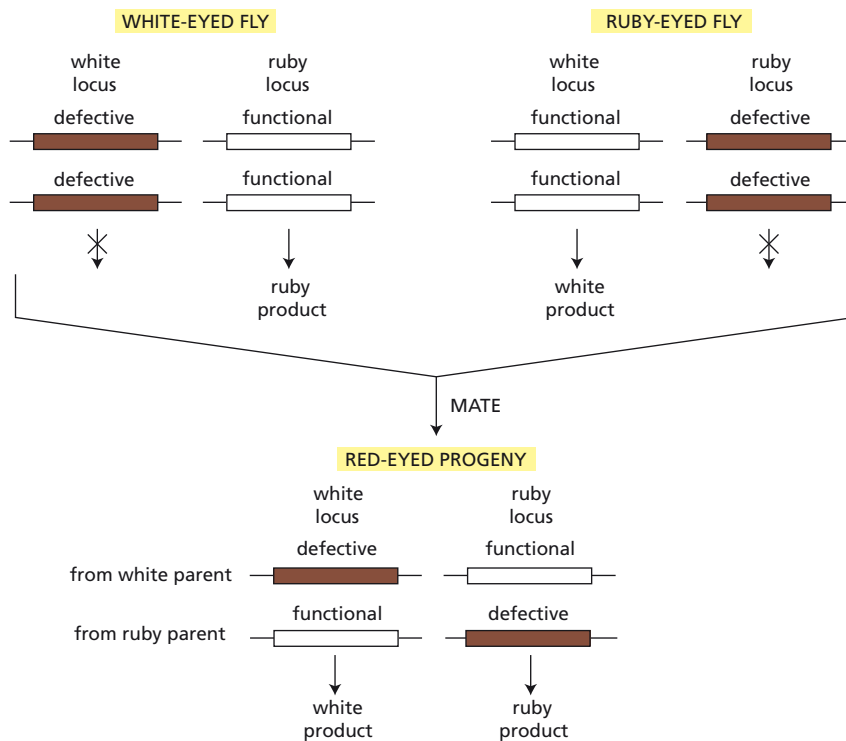 WHITE-EYED FLY
RUBY-EYED FLY
white
locus
ruby
locus
white
locus
ruby
locus
defective
functional
functional
defective
defective
functional
functional
defective
ruby
product
white
product
MATE
RED-EYED PROGENY
white
locus
ruby
locus
defective
functional
from white parent
functional
defective
from ruby parent
white
product
ruby
product